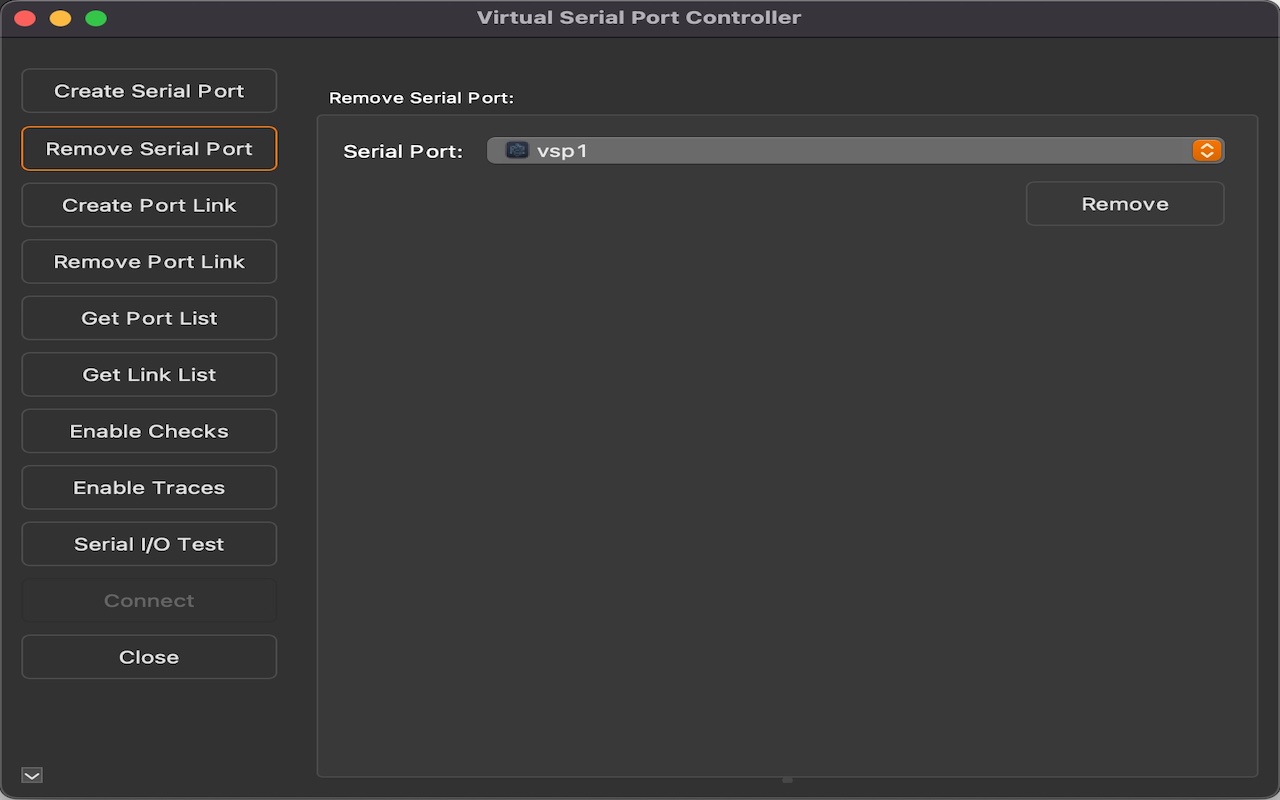 Virtual Serial Port Controller
Create Serial Port
Remove Serial Port
Create Port Link
Remove Port Link
Get Port List
Get Link List
Enable Checks
Enable Traces
Serial I/O Test
Connect
Close
Remove Serial Port:
Serial Port: vsp1
Remove